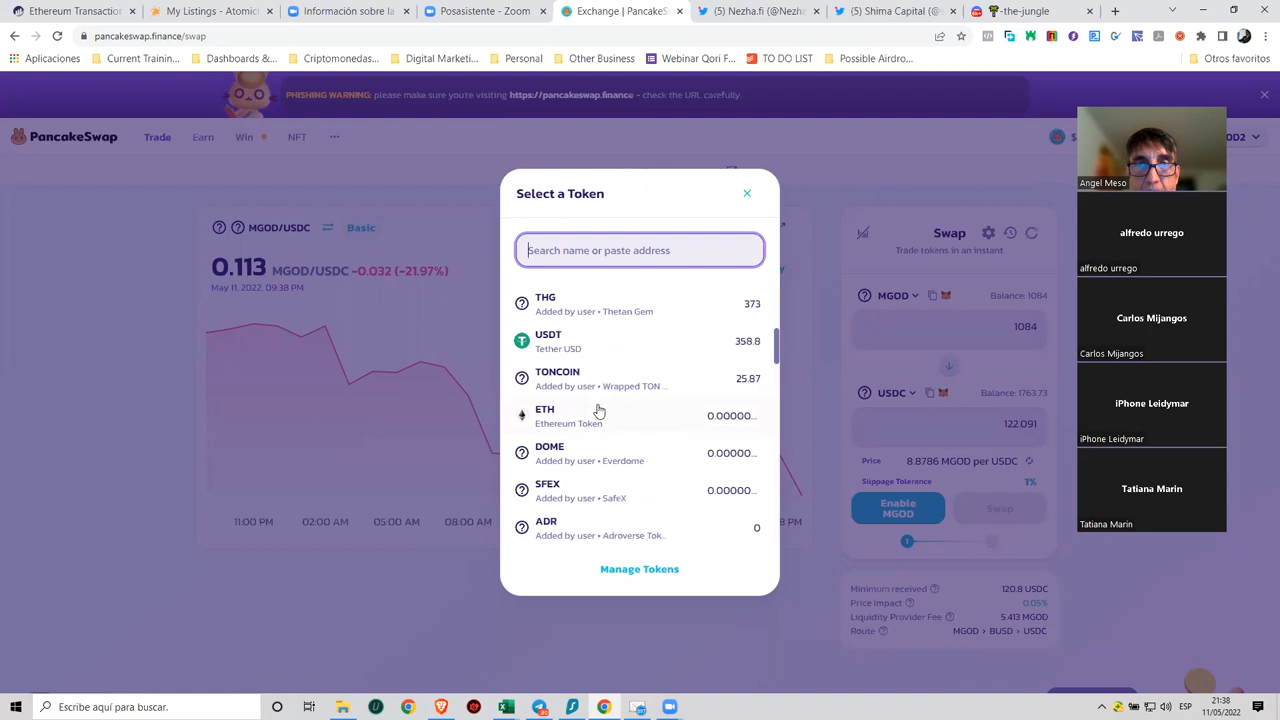 Ethereum Transaction
My Listings - Atomic
Información sobre la
Posasistente - Zoom
Exchange | PancakeS
Nezha.fi (@Nezha
Shima Capital (@
the-jungle
pancakeswap.finance/swap
Aplicaciones
Current Trainin...
Dashboards &...
Criptomonedas...
Digital Marketi...
Personal
Other Business
Webinar Qori F...
TO DO LIST
Possible Airdro...
Otros favoritos
PHISHING WARNING: please make sure you're visiting https://pancakeswap.finance - check the URL carefully.
PancakeSwap
Trade
Earn
Win
NFT
MGOD/USDC
Basic
0.113 MGOD/USDC -0.032 (-21.97%)
May 11, 2022, 09:38 PM
11:00 PM
02:00 AM
05:00 AM
08:00 AM
Select a Token
Search name or paste address
THG
373
Added by user • Thetan Gem
USDT
358.8
Tether USD
TONCOIN
25.87
Added by user • Wrapped TON ...
ETH
0.00000...
Ethereum Token
DOME
0.00000...
Added by user • Everdome
SFEX
0.00000...
Added by user • SafeX
ADR
0
Added by user • Adroverse Tok...
Manage Tokens
Swap
Trade tokens in an instant
MGOD
Balance: 1084
1084
USDC
Balance: 1763.73
122.091
Price
8.8786 MGOD per USDC
Slippage Tolerance
1%
Enable
MGOD
Swap
1
2
Minimum received
120.8 USDC
Price Impact
0.05%
Liquidity Provider Fee
5.413 MGOD
Route
MGOD > BUSD > USDC
Angel Meso
alfredo urrego
alfredo urrego
Carlos Mijangos
Carlos Mijangos
iPhone Leidymar
iPhone Leidymar
Tatiana Marin
Tatiana Marin
Escribe aquí para buscar.
ESP
21:38
11/05/2022